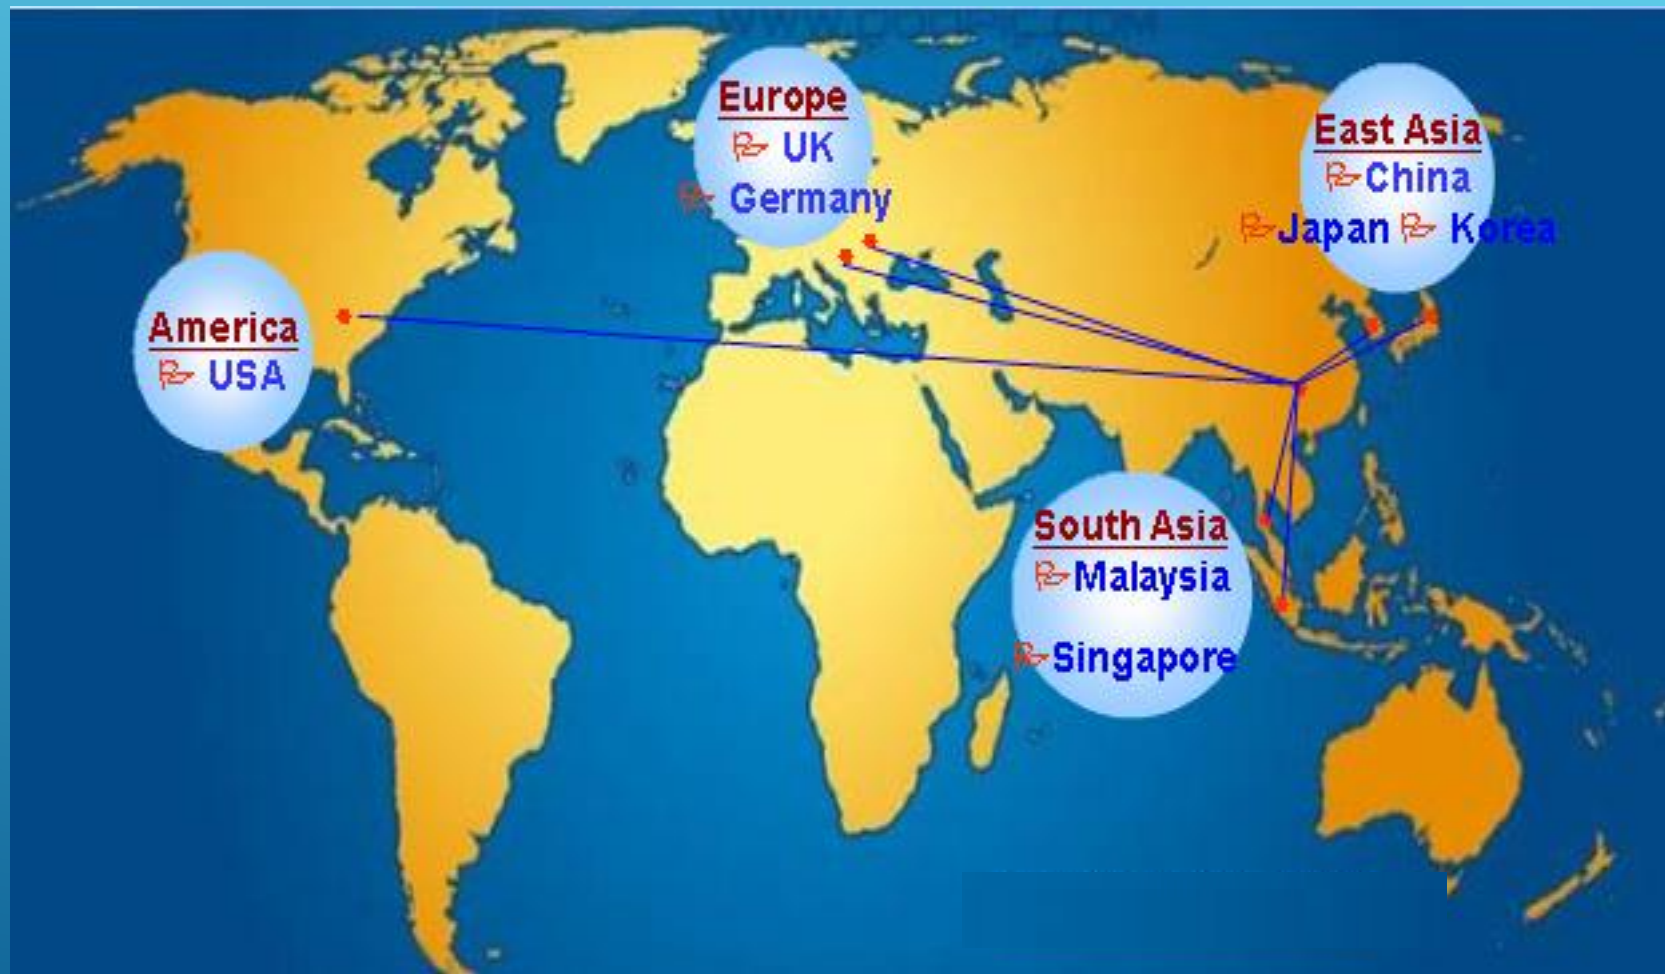 Europe
UK
Germany
East Asia
China
Japan Korea
America
USA
South Asia
Malaysia
Singapore